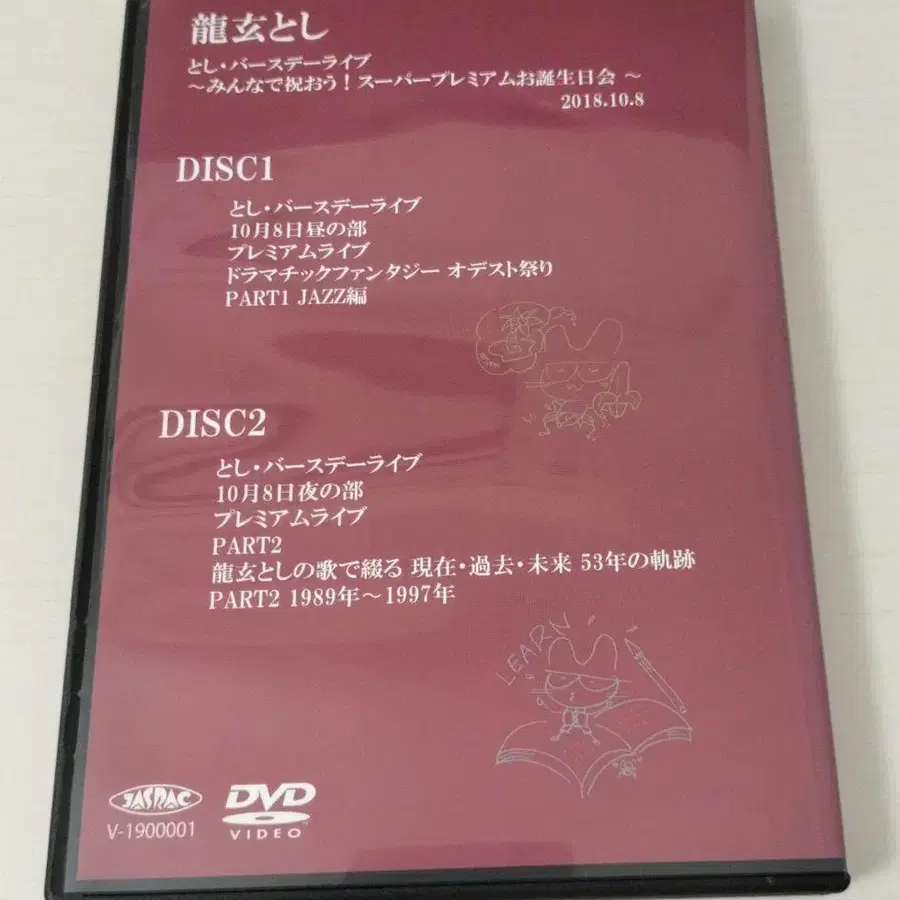 龍玄とし
とし・バースデーライブ
～みんなで祝おう！スーパープレミアムお誕生日会 ～
2018.10.8
DISC1
とし・バースデーライブ
10月8日昼の部
プレミアムライブ
ドラマチックファンタジー オデスト祭り
PART1 JAZZ編
DISC2
とし・バースデーライブ
10月8日夜の部
プレミアムライブ
PART2
龍玄としの歌で綴る 現在・過去・未来 53年の軌跡
PART2 1989年～1997年
LEARN
JASRAC
V-1900001
DVD
VIDEO